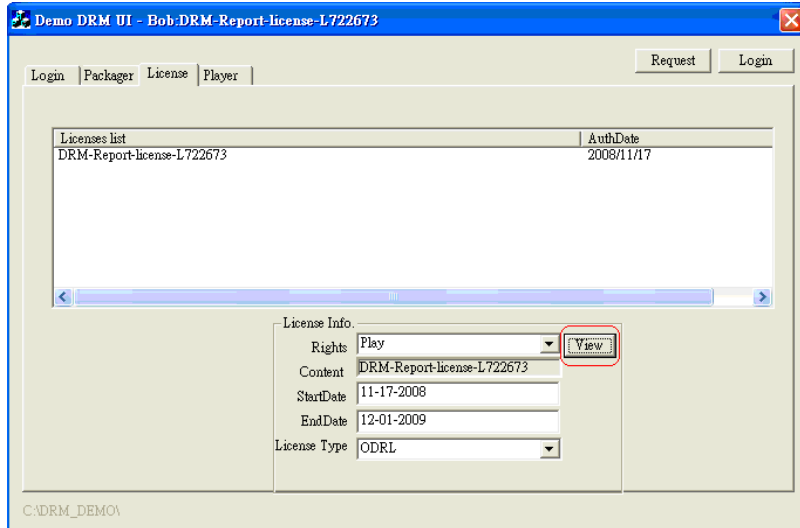 Demo DRM UI - Bob:DRM-Report-license-L722673
Request Login
Login Packager License Player
Licenses list AuthDate
DRM-Report-license-L722673 2008/11/17
License Info.
Rights Play View
Content DRM-Report-license-L722673
StartDate 11-17-2008
EndDate 12-01-2009
License Type ODRL
C:\DRM_DEMO\